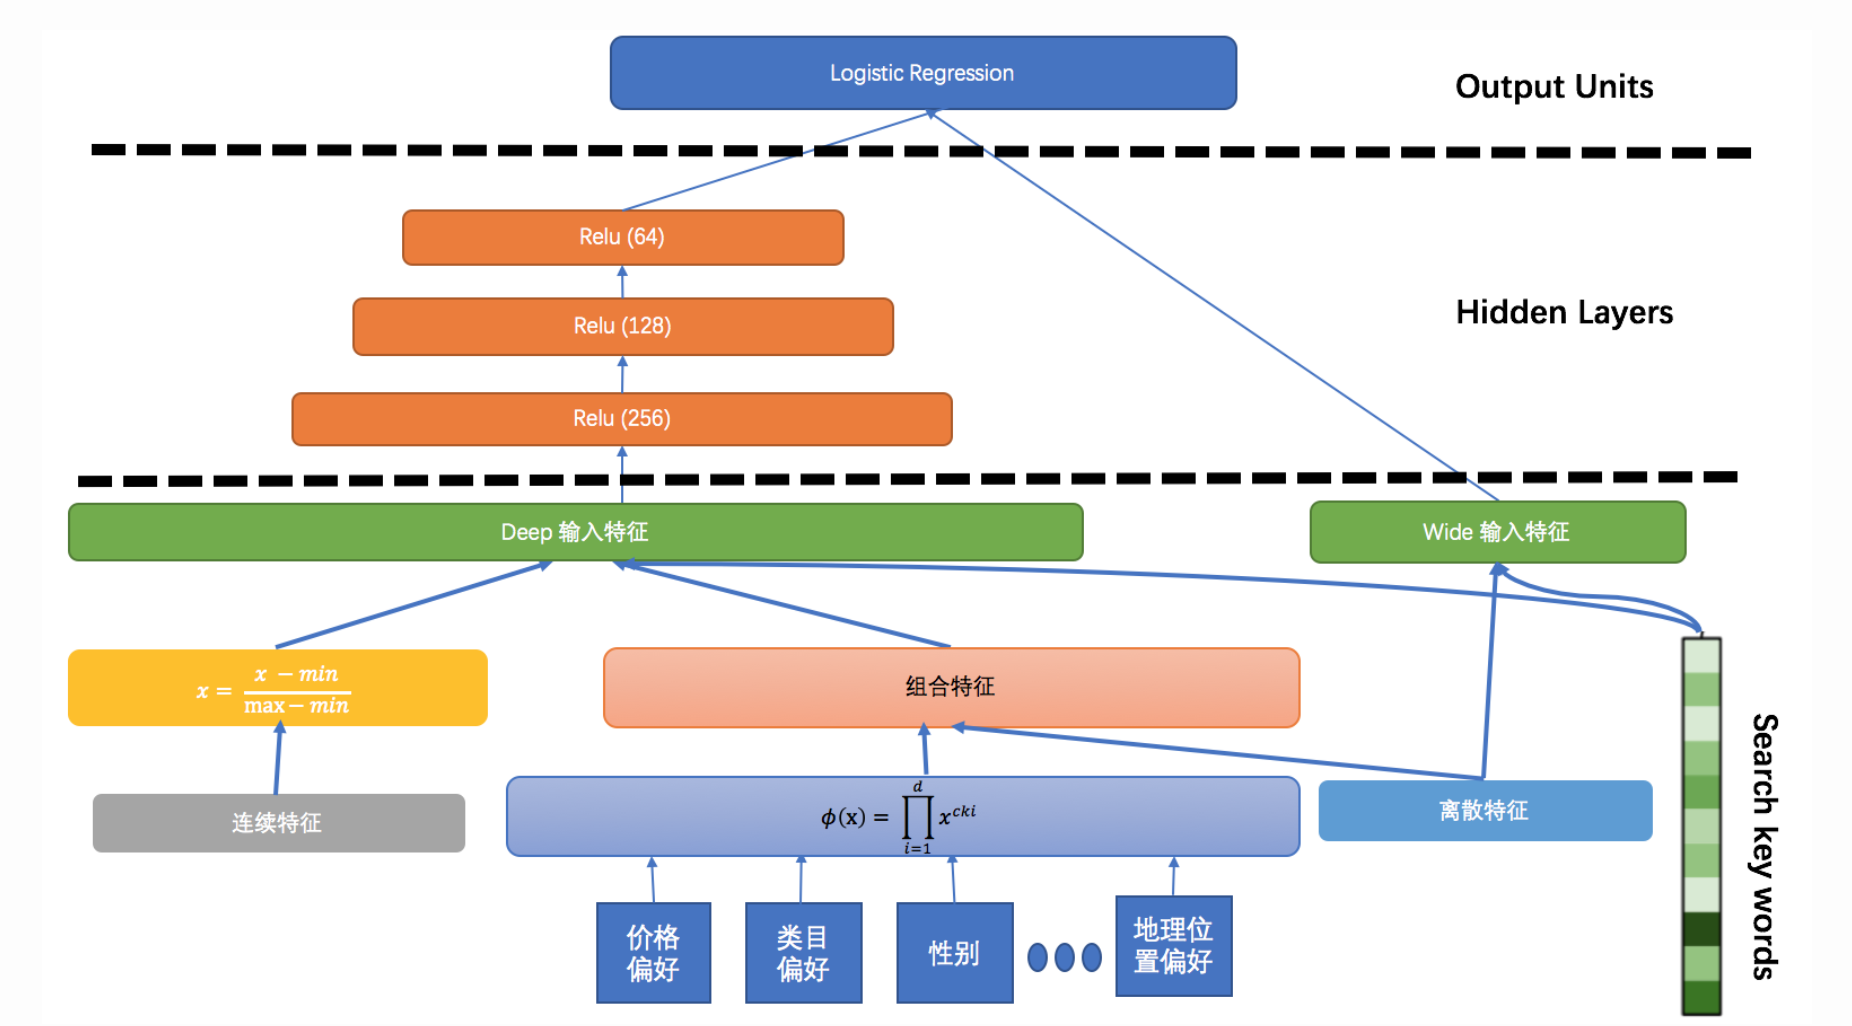 Logistic Regression
Output Units
Relu (64)
Relu (128)
Hidden Layers
Relu (256)
Deep 输入特征
Wide 输入特征
x = x − min / max − min
组合特征
Search key words
连续特征
ϕ(x) = ∏_{i=1}^{d} x^{cki}
离散特征
价格
偏好
类目
偏好
性别
地理位
置偏好